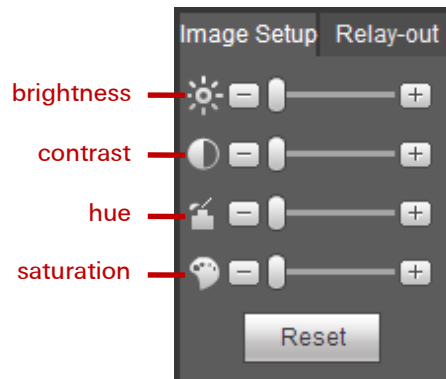 Image Setup Relay-out
brightness
contrast
hue
saturation
Reset